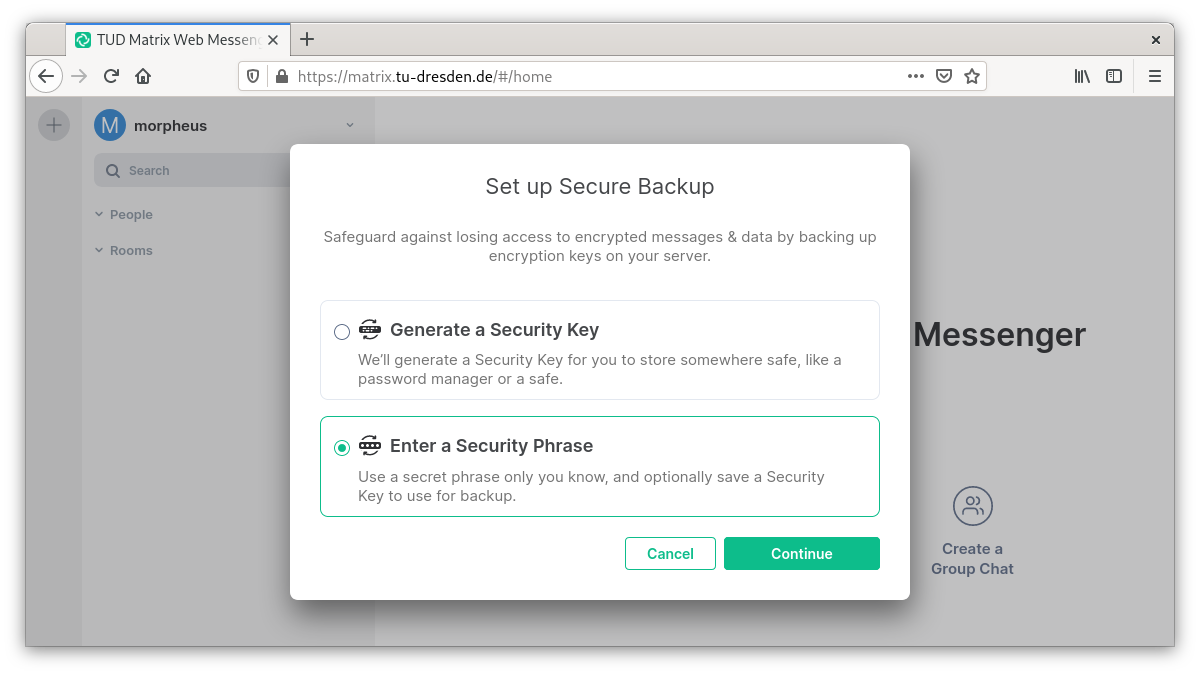 TUD Matrix Web Messeng
https://matrix.tu-dresden.de/#/home
M morpheus
Search
People
Rooms
Set up Secure Backup
Safeguard against losing access to encrypted messages & data by backing up
encryption keys on your server.
Generate a Security Key
We'll generate a Security Key for you to store somewhere safe, like a
password manager or a safe.
Enter a Security Phrase
Use a secret phrase only you know, and optionally save a Security
Key to use for backup.
Cancel Continue
Messenger
Create a
Group Chat